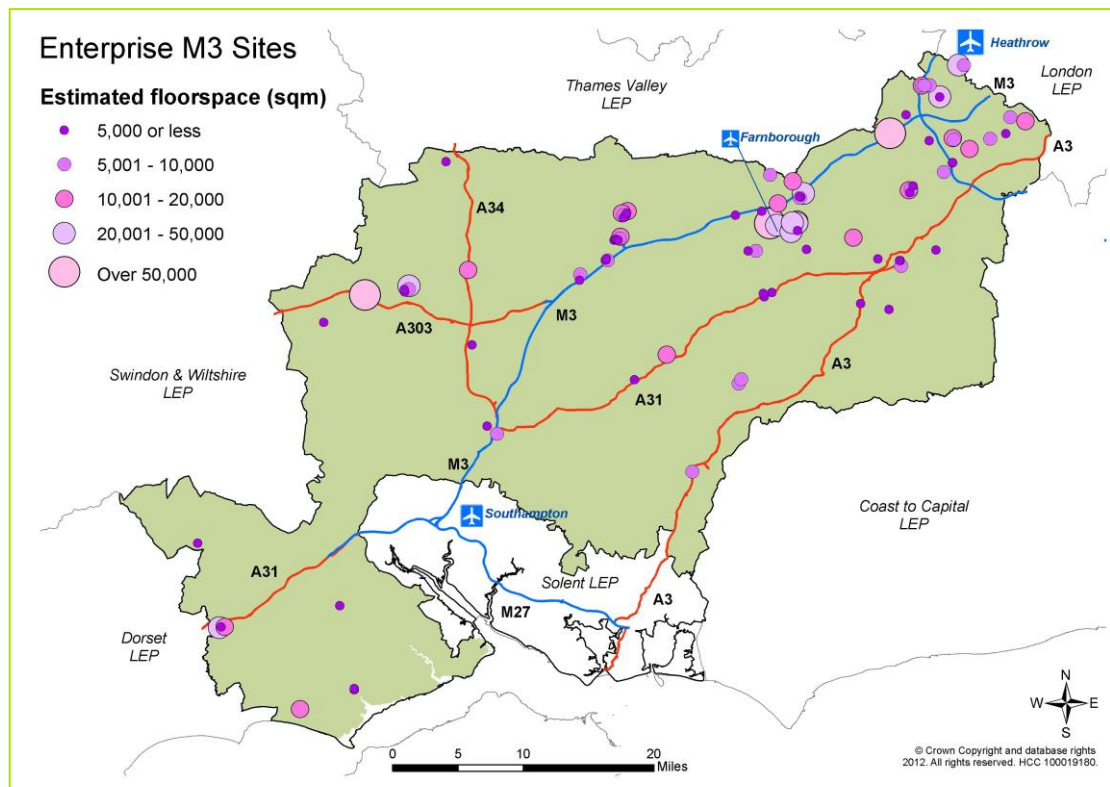 Enterprise M3 Sites
Estimated floorspace (sqm)
5,000 or less
5,001 - 10,000
10,001 - 20,000
20,001 - 50,000
Over 50,000
Heathrow
Thames Valley
LEP
London
LEP
M3
Farnborough
A3
A34
M3
A303
Swindon & Wiltshire
LEP
A3
A31
M3
Southampton
Coast to Capital
LEP
A31
Solent LEP
M27
A3
Dorset
LEP
N
W E
S
0 5 10 20
Miles
© Crown Copyright and database rights
2012. All rights reserved. HCC 100019180.